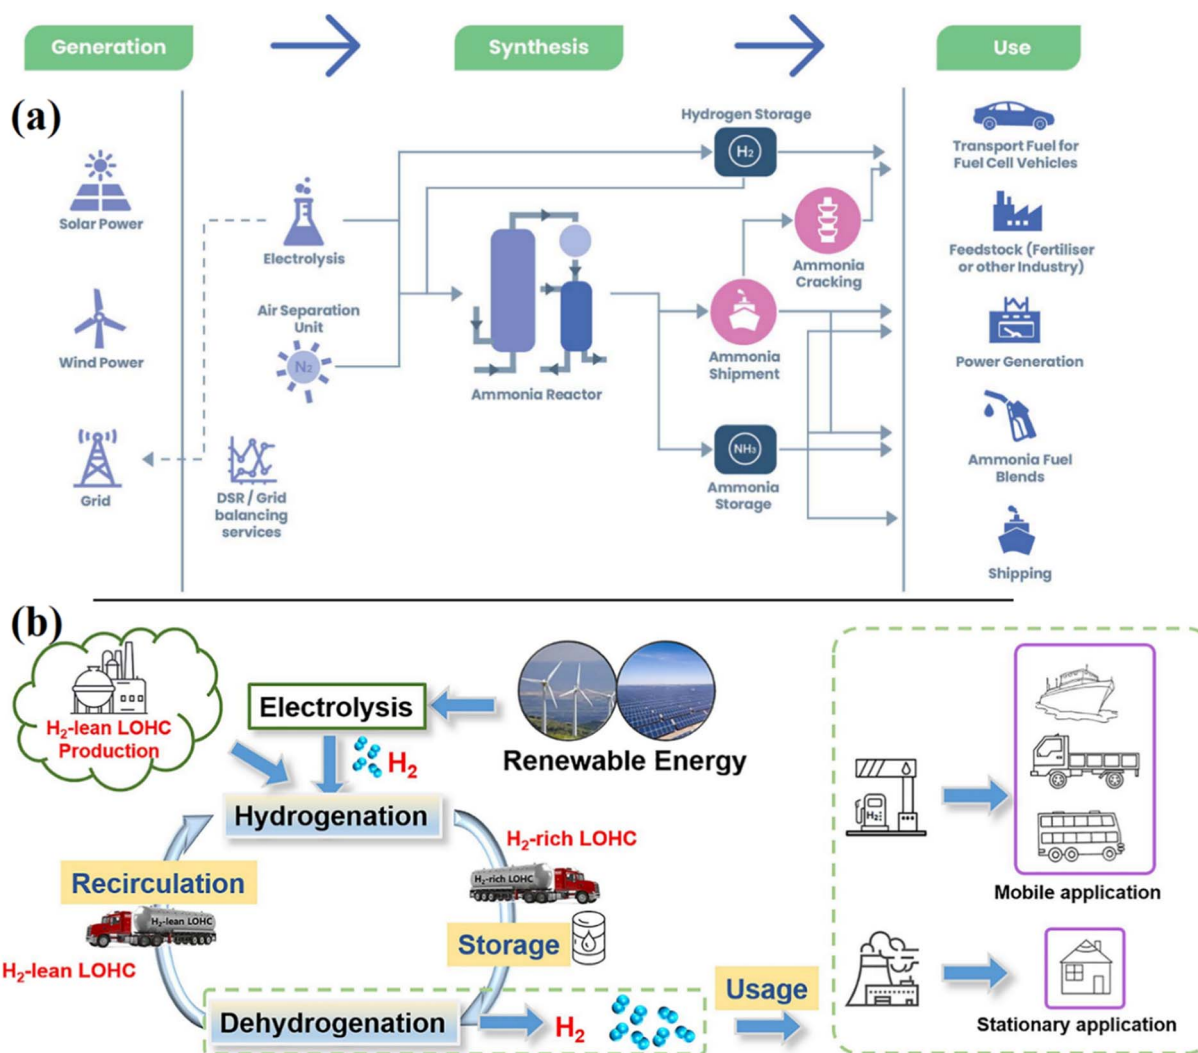 Generation
Synthesis
Use
(a)
Solar Power
Wind Power
Grid
Electrolysis
Air Separation
Unit
N₂
DSR / Grid
balancing
services
Ammonia Reactor
Hydrogen Storage
H₂
Ammonia
Cracking
Ammonia
Shipment
NH₃
Ammonia
Storage
Transport Fuel for
Fuel Cell Vehicles
Feedstock (Fertiliser
or other Industry)
Power Generation
Ammonia Fuel
Blends
Shipping
(b)
H₂-lean LOHC
Production
Electrolysis
Renewable Energy
H₂
Hydrogenation
H₂-rich LOHC
H₂-rich LOHC
Recirculation
H₂-lean LOHC
H₂-lean LOHC
Storage
Dehydrogenation
H₂
Usage
H₂
Mobile application
Stationary application